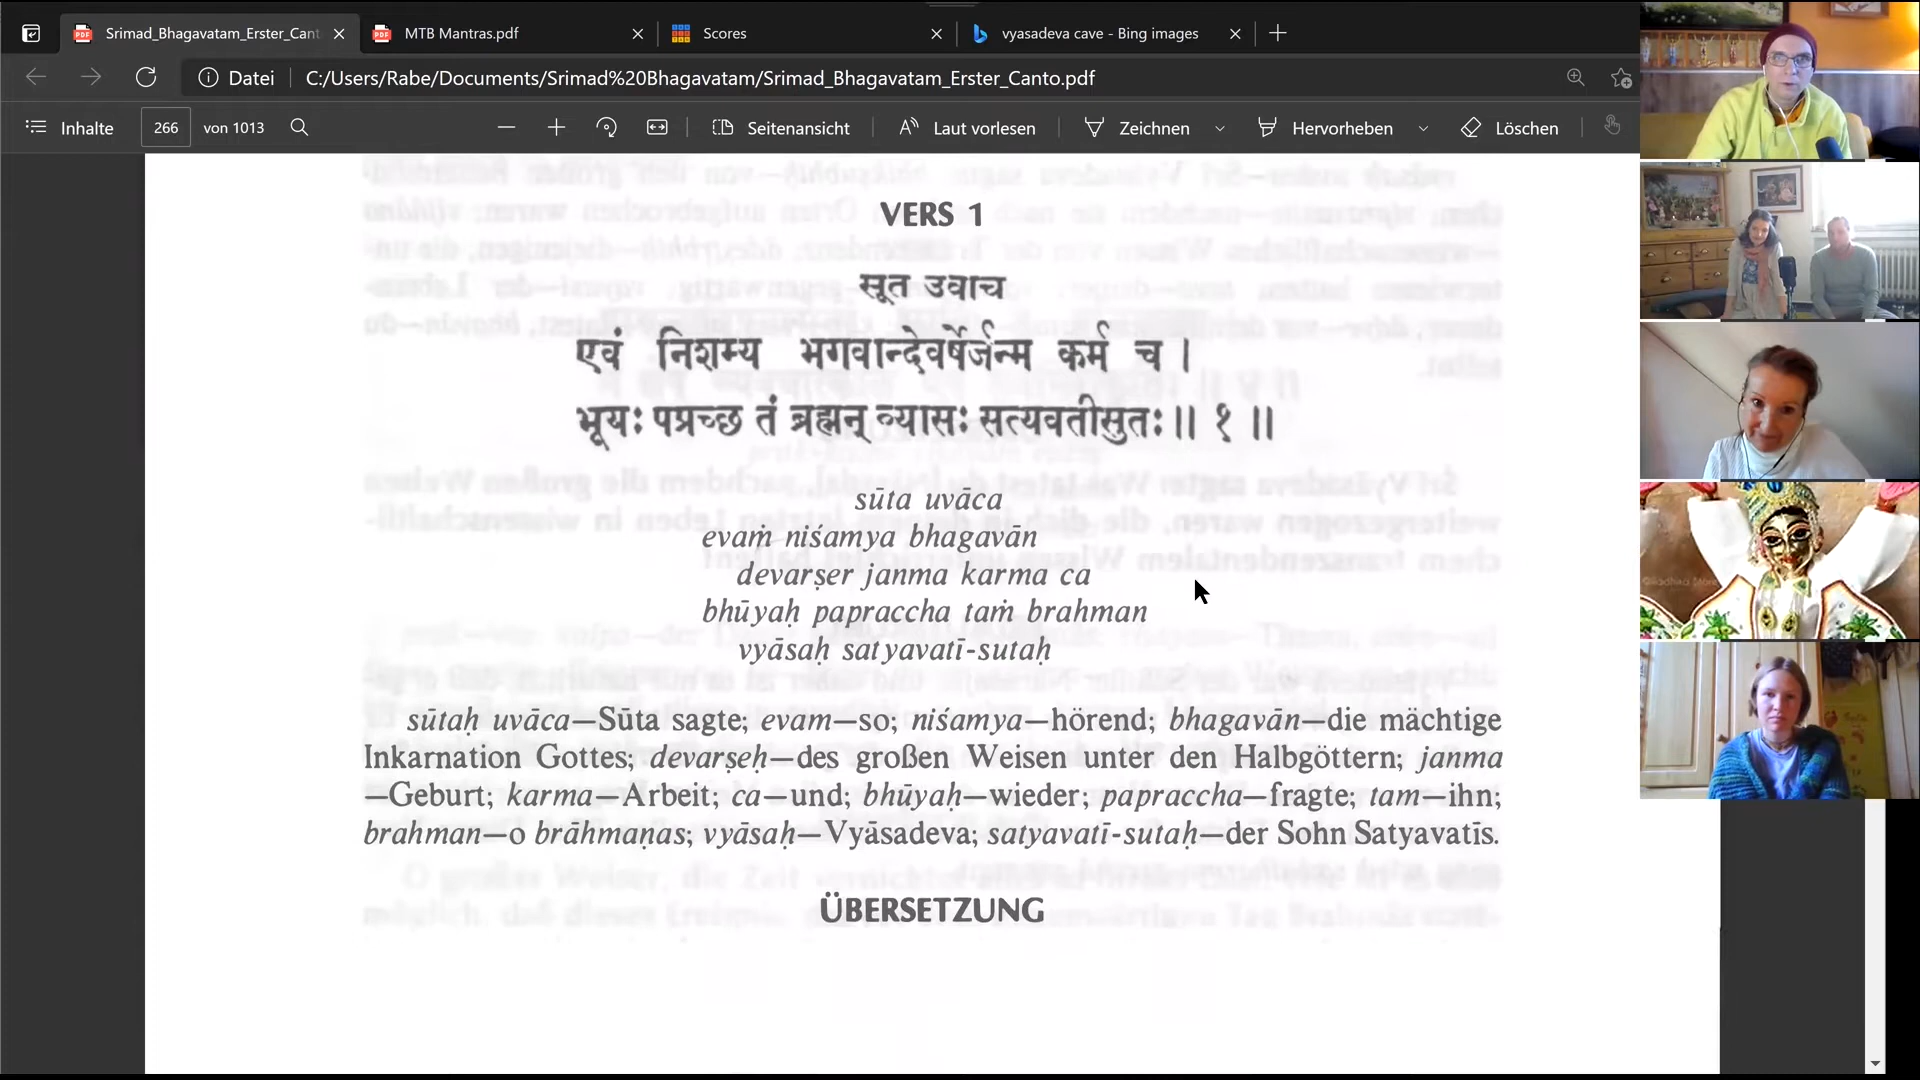 Srimad_Bhagavatam_Erster_Cant
MTB Mantras.pdf
Scores
vyasadeva cave - Bing images
Datei
C:/Users/Rabe/Documents/Srimad%20Bhagavatam/Srimad_Bhagavatam_Erster_Canto.pdf
Inhalte
266
von 1013
Seitenansicht
Laut vorlesen
Zeichnen
Hervorheben
Löschen
VERS 1
सूत उवाच
एवं निशम्य भगवान्देवर्षेर्जन्म कर्म च ।
भूयः पप्रच्छ तं ब्रह्मन् व्यासः सत्यवतीसुतः ॥ १ ॥
sūta uvāca
evaṁ niśamya bhagavān
devarṣer janma karma ca
bhūyaḥ papraccha taṁ brahman
vyāsaḥ satyavatī-sutaḥ
sūtaḥ uvāca—Sūta sagte; evam—so; niśamya—hörend; bhagavān—die mächtige
Inkarnation Gottes; devarṣeḥ—des großen Weisen unter den Halbgöttern; janma
—Geburt; karma—Arbeit; ca—und; bhūyaḥ—wieder; papraccha—fragte; tam—ihn;
brahman—o brāhmaṇas; vyāsaḥ—Vyāsadeva; satyavatī-sutaḥ—der Sohn Satyavatīs.
ÜBERSETZUNG